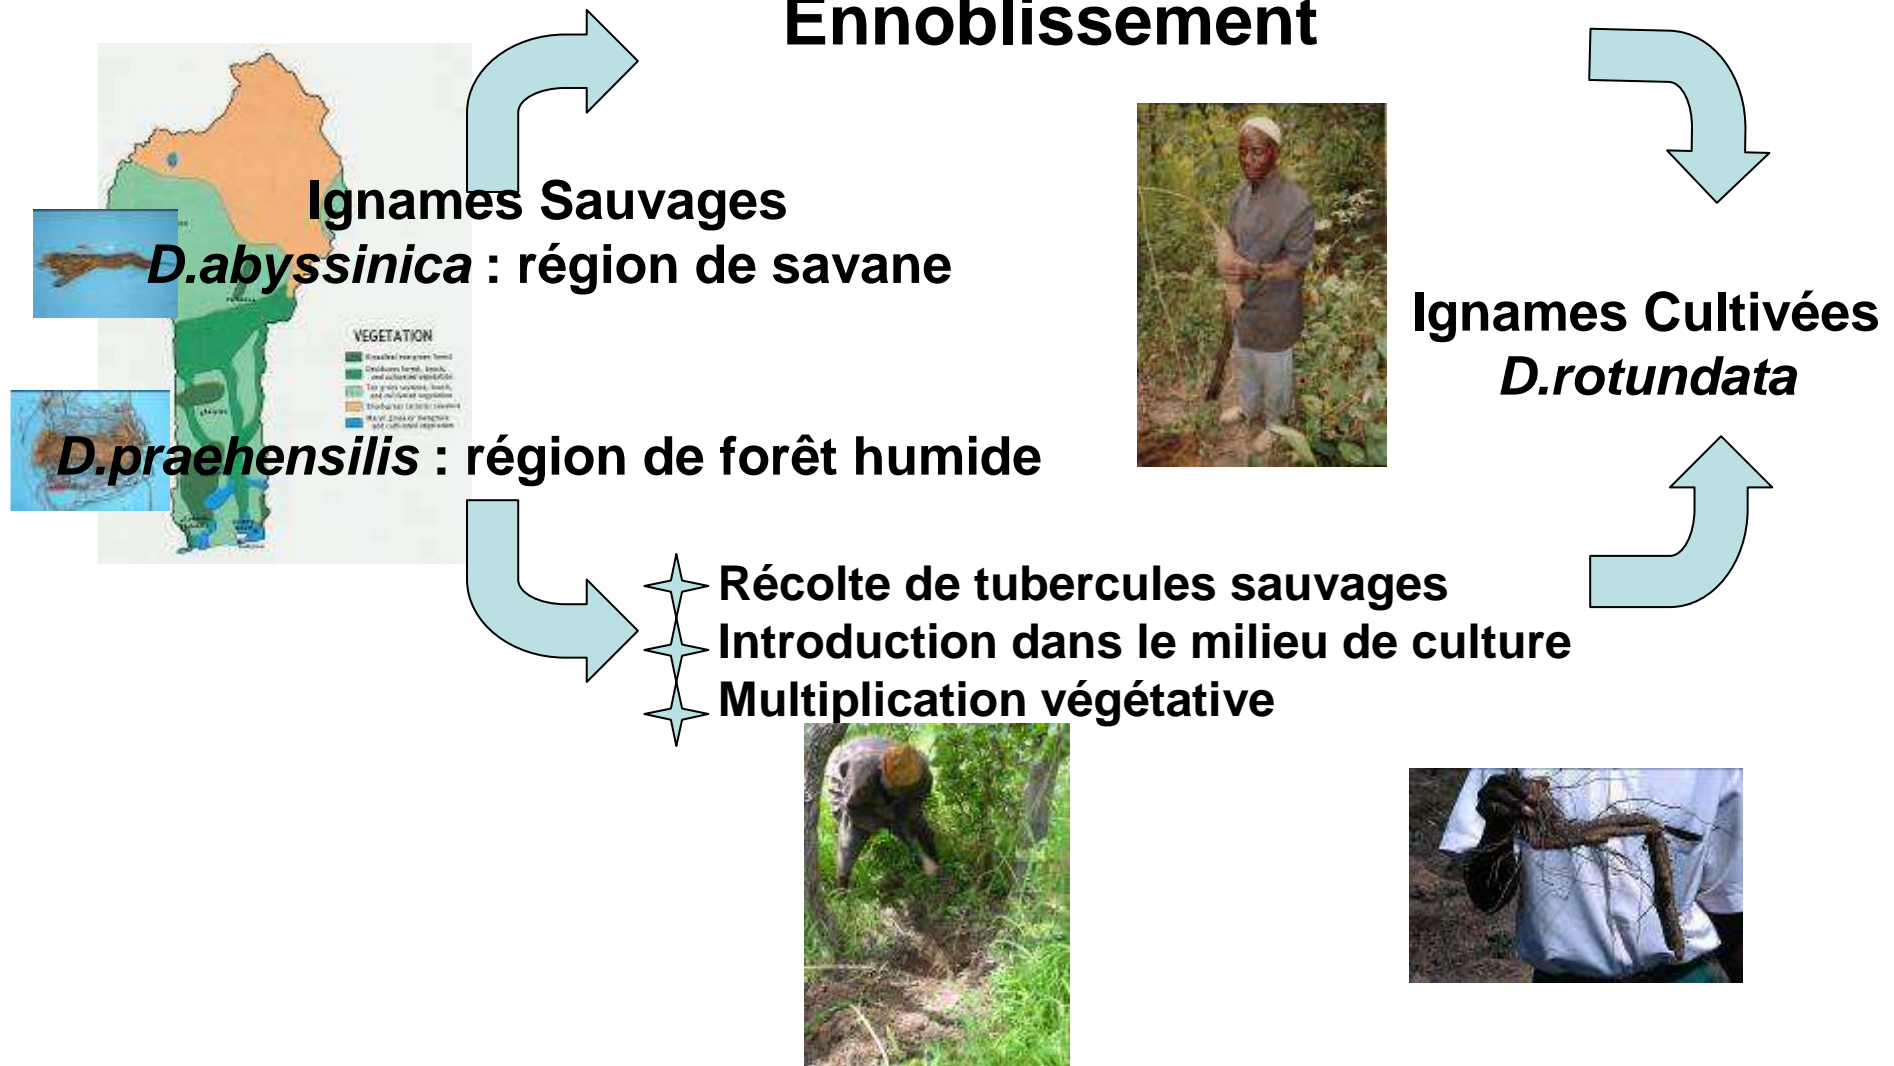 Ennoblissement
Ignames Sauvages
D.abyssinica : région de savane
VEGETATION
D.praehensilis : région de forêt humide
Ignames Cultivées
D.rotundata
Récolte de tubercules sauvages
Introduction dans le milieu de culture
Multiplication végétative